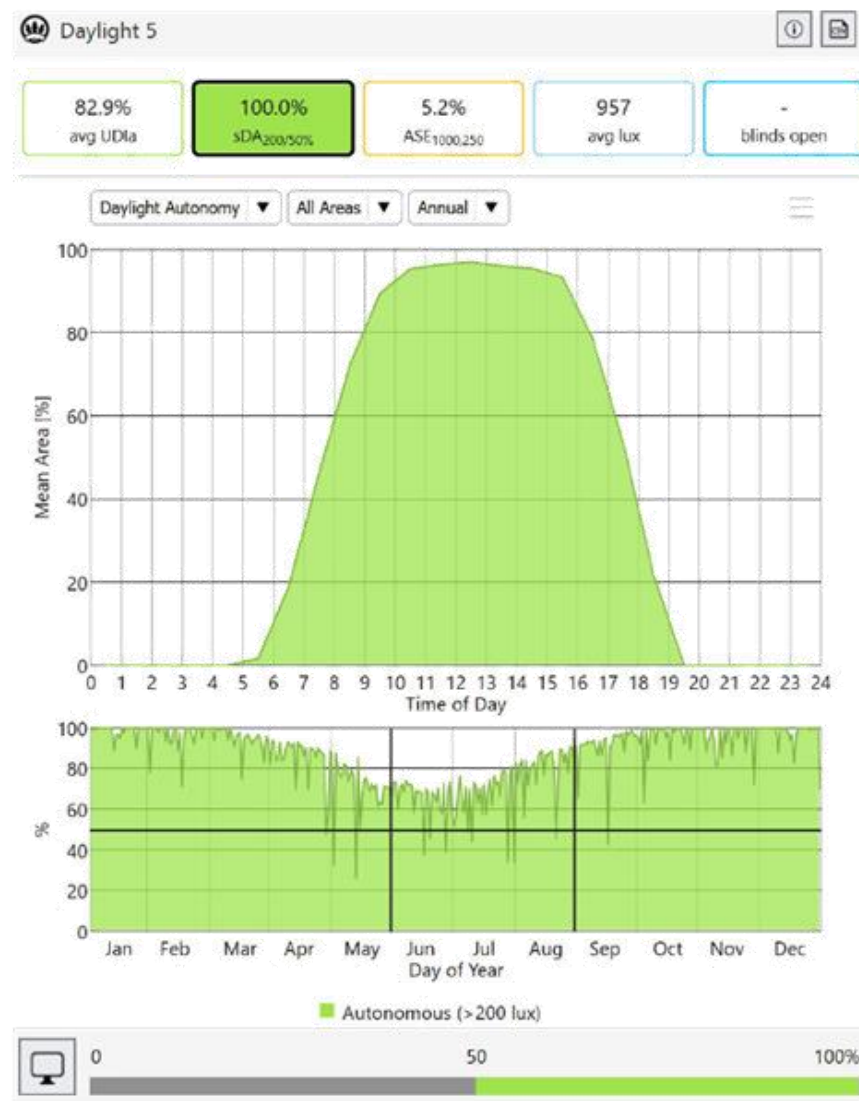 Daylight 5
82.9% 100.0% 5.2% 957 -
avg UDIa sDA200/50% ASE1000,250 avg lux blinds open
Daylight Autonomy ▼ All Areas ▼ Annual ▼
100
80
60
40
20
0
Mean Area [%]
0 1 2 3 4 5 6 7 8 9 10 11 12 13 14 15 16 17 18 19 20 21 22 23 24
Time of Day
100
80
60
40
20
0
%
Jan Feb Mar Apr May Jun Jul Aug Sep Oct Nov Dec
Day of Year
Autonomous (>200 lux)
0 50 100%